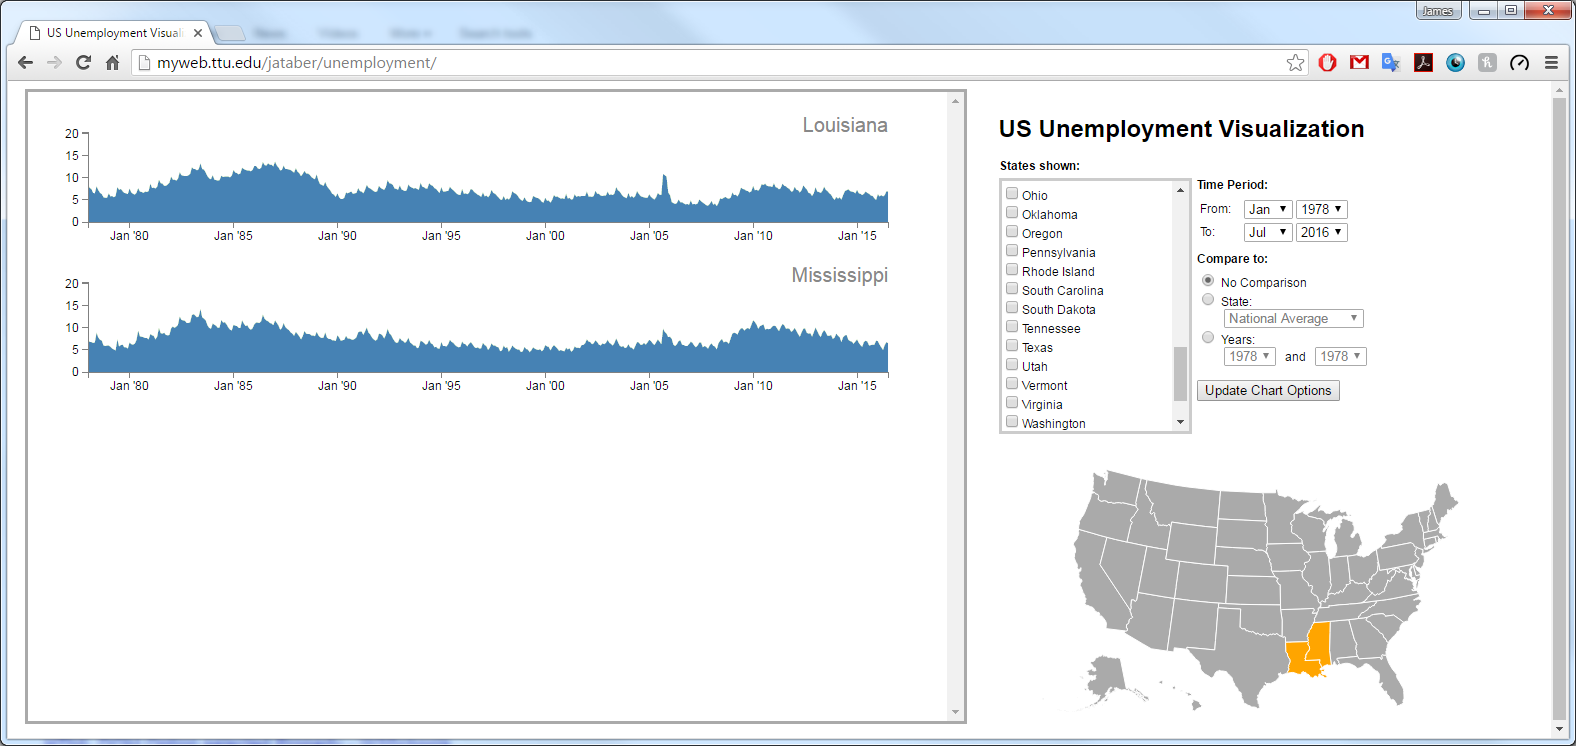 James
US Unemployment Visuali
myweb.ttu.edu/jataber/unemployment/
Louisiana
20
15
10
5
0
Jan '80 Jan '85 Jan '90 Jan '95 Jan '00 Jan '05 Jan '10 Jan '15
Mississippi
20
15
10
5
0
Jan '80 Jan '85 Jan '90 Jan '95 Jan '00 Jan '05 Jan '10 Jan '15
US Unemployment Visualization
States shown:
Ohio
Oklahoma
Oregon
Pennsylvania
Rhode Island
South Carolina
South Dakota
Tennessee
Texas
Utah
Vermont
Virginia
Washington
Time Period:
From: Jan 1978
To: Jul 2016
Compare to:
No Comparison
State:
National Average
Years:
1978 and 1978
Update Chart Options